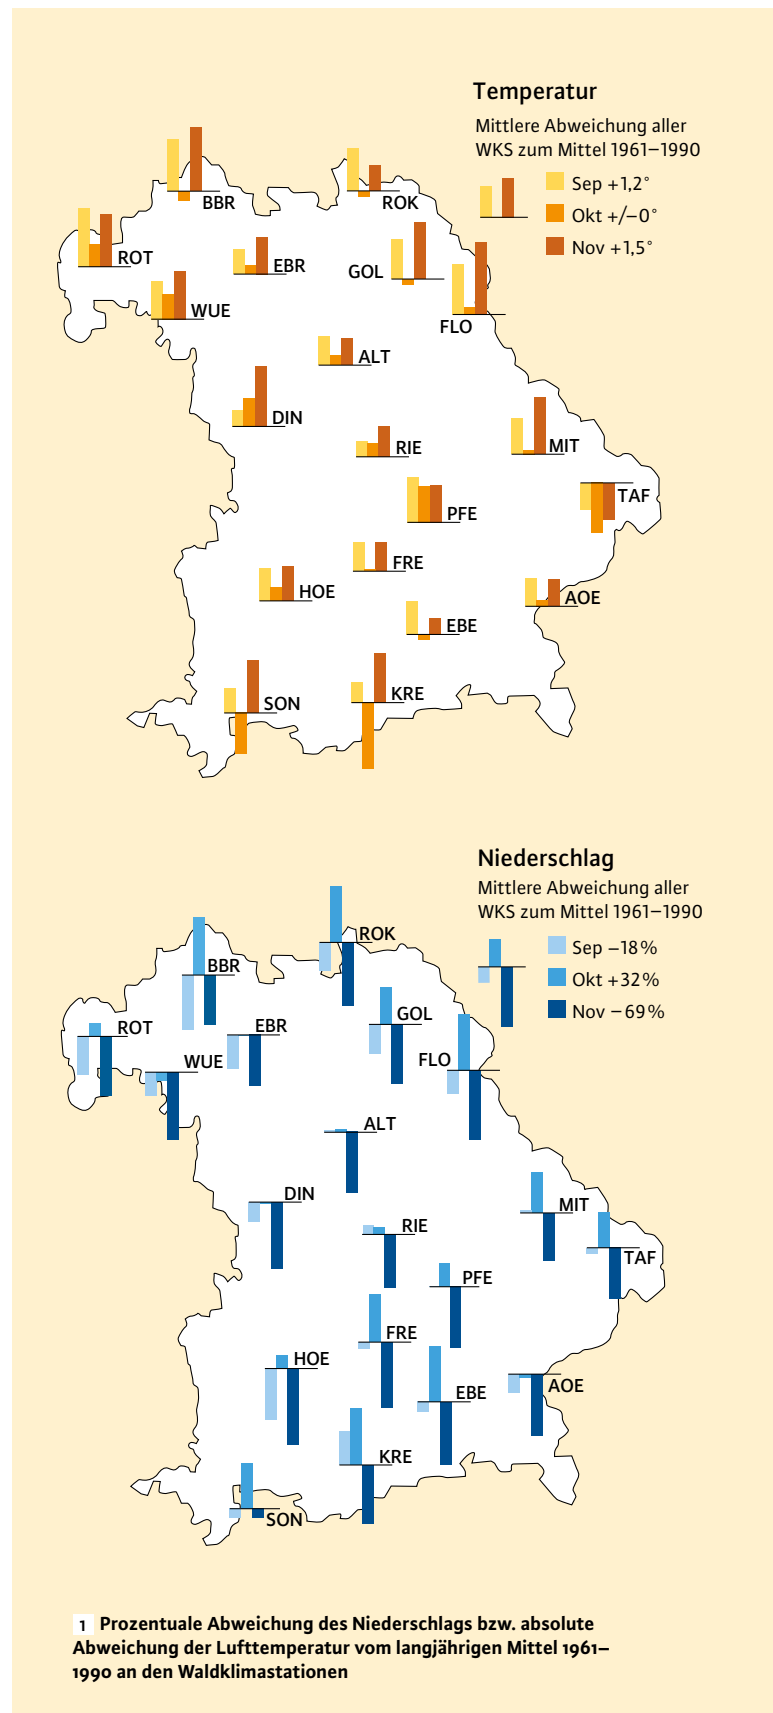 Temperatur
Mittlere Abweichung aller
WKS zum Mittel 1961–1990
Sep +1,2°
Okt +/–0°
Nov +1,5°
BBR
ROK
ROT
EBR
GOL
WUE
FLO
ALT
DIN
RIE
MIT
TAF
PFE
FRE
HOE
AOE
EBE
SON
KRE
Niederschlag
Mittlere Abweichung aller
WKS zum Mittel 1961–1990
Sep –18%
Okt +32%
Nov –69%
ROK
BBR
GOL
ROT
EBR
WUE
FLO
ALT
DIN
MIT
RIE
TAF
PFE
FRE
HOE
AOE
EBE
KRE
SON
1 Prozentuale Abweichung des Niederschlags bzw. absolute
Abweichung der Lufttemperatur vom langjährigen Mittel 1961–
1990 an den Waldklimastationen